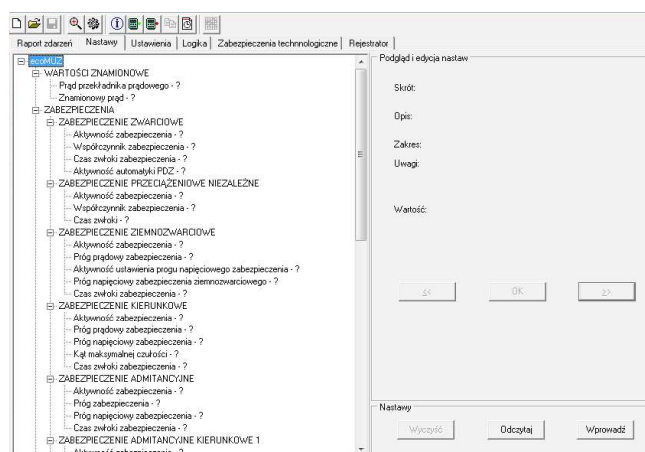 Raport zdarzeń Nastawy Ustawienia Logika Zabezpieczenia technnologiczne Rejestrator
ecoMUZ
WARTOŚCI ZNAMIONOWE
Prąd przekładnika prądowego - ?
Znamionowy prąd - ?
ZABEZPIECZENIA
ZABEZPIECZENIE ZWARCIOWE
Aktywność zabezpieczenia - ?
Współczynnik zabezpieczenia - ?
Czas zwłoki zabezpieczenia - ?
Aktywność automatyki PDZ - ?
ZABEZPIECZENIE PRZECIĄŻENIOWE NIEZALEŻNE
Aktywność zabezpieczenia - ?
Współczynnik zabezpieczenia - ?
Czas zwłoki - ?
ZABEZPIECZENIE ZIEMNOZWARCIOWE
Aktywność zabezpieczenia - ?
Próg prądowy zabezpieczenia - ?
Aktywność ustawienia progu napięciowego zabezpieczenia - ?
Próg napięciowy zabezpieczenia ziemnozwarciowego - ?
Czas zwłoki zabezpieczenia - ?
ZABEZPIECZENIE KIERUNKOWE
Aktywność zabezpieczenia - ?
Próg prądowy zabezpieczenia - ?
Próg napięciowy zabezpieczenia - ?
Kąt maksymalnej czułości - ?
Czas zwłoki zabezpieczenia - ?
ZABEZPIECZENIE ADMITANCYJNE
Aktywność zabezpieczenia - ?
Próg zabezpieczenia - ?
Próg napięciowy zabezpieczenia - ?
Czas zwłoki zabezpieczenia - ?
ZABEZPIECZENIE ADMITANCYJNE KIERUNKOWE 1
Aktywność zabezpieczenia - ?
Podgląd i edycja nastaw
Skrót:
Opis:
Zakres:
Uwagi:
Wartość:
<< OK >>
Nastawy
Wyczyść Odczytaj Wprowadź